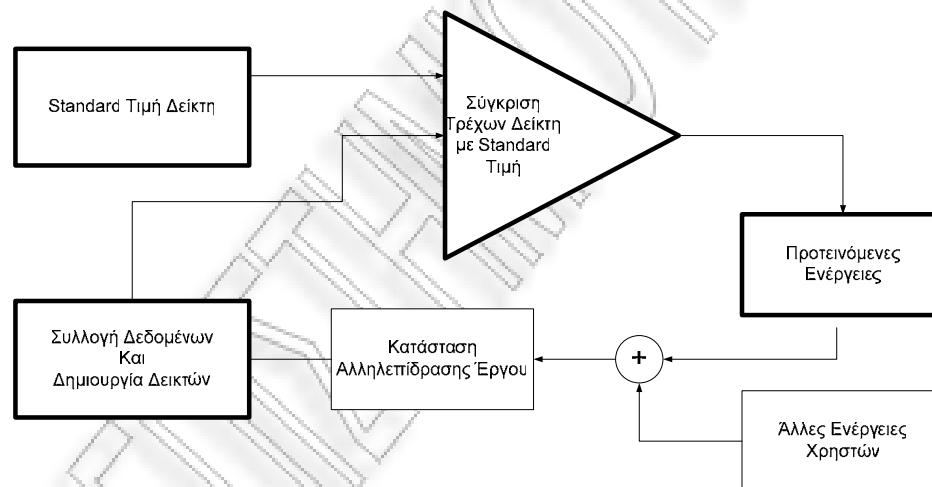 Standard Τιμή Δείκτη
Σύγκριση
Τρέχων Δείκτη
με Standard
Τιμή
Προτεινόμενες
Ενέργειες
Συλλογή Δεδομένων
Και
Δημιουργία Δεικτών
Κατάσταση
Αλληλεπίδρασης Έργου
+
Άλλες Ενέργειες
Χρηστών